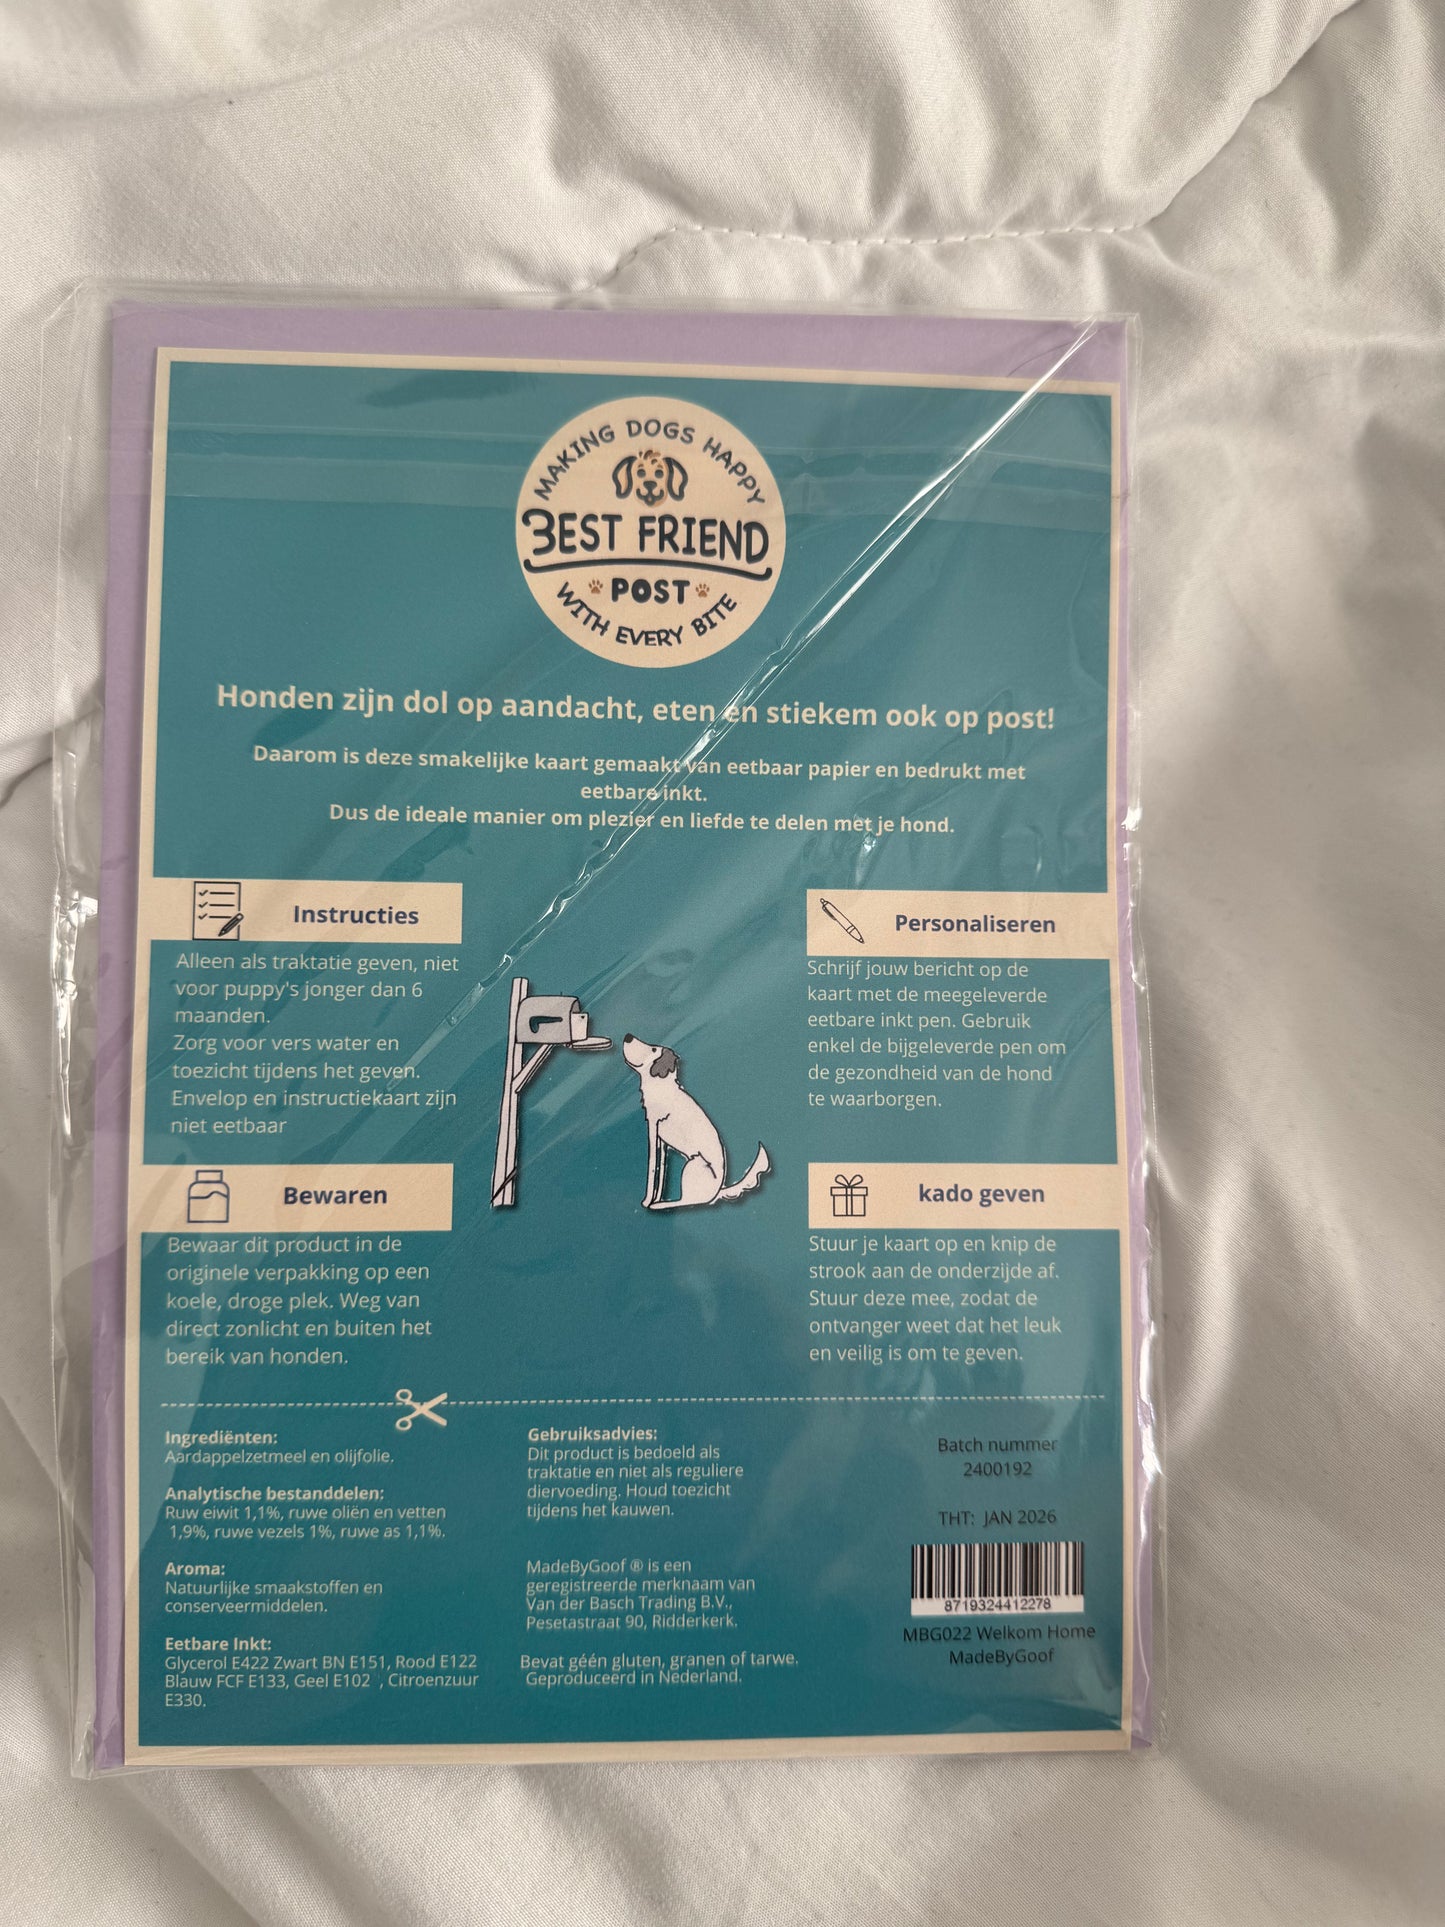 MAKING DOGS HAPPY
BEST FRIEND
POST
WITH EVERY BITE
Honden zijn dol op aandacht, eten en stiekem ook op post!
Daarom is deze smakelijke kaart gemaakt van eetbaar papier en bedrukt met
eetbare inkt.
Dus de ideale manier om plezier en liefde te delen met je hond.
Instructies
Alleen als traktatie geven, niet
voor puppy's jonger dan 6
maanden.
Zorg voor vers water en
toezicht tijdens het geven.
Envelop en instructiekaart zijn
niet eetbaar
Personaliseren
Schrijf jouw bericht op de
kaart met de meegeleverde
eetbare inkt pen. Gebruik
enkel de bijgeleverde pen om
de gezondheid van de hond
te waarborgen.
Bewaren
Bewaar dit product in de
originele verpakking op een
koele, droge plek. Weg van
direct zonlicht en buiten het
bereik van honden.
kado geven
Stuur je kaart op en knip de
strook aan de onderzijde af.
Stuur deze mee, zodat de
ontvanger weet dat het leuk
en veilig is om te geven.
Ingrediënten:
Aardappelzetmeel en olijfolie.
Analytische bestanddelen:
Ruw eiwit 1,1%, ruwe oliën en vetten
1,9%, ruwe vezels 1%, ruwe as 1,1%.
Aroma:
Natuurlijke smaakstoffen en
conserveermiddelen.
Eetbare Inkt:
Glycerol E422 Zwart BN E151, Rood E122
Blauw FCF E133, Geel E102 , Citroenzuur
E330.
Gebruiksadvies:
Dit product is bedoeld als
traktatie en niet als reguliere
diervoeding. Houd toezicht
tijdens het kauwen.
MadeByGoof ® is een
geregistreerde merknaam van
Van der Basch Trading B.V.,
Pesetastraat 90, Ridderkerk.
Bevat géén gluten, granen of tarwe.
Geproduceerd in Nederland.
Batch nummer
2400192
THT: JAN 2026
8719324412278
MBG022 Welkom Home
MadeByGoof